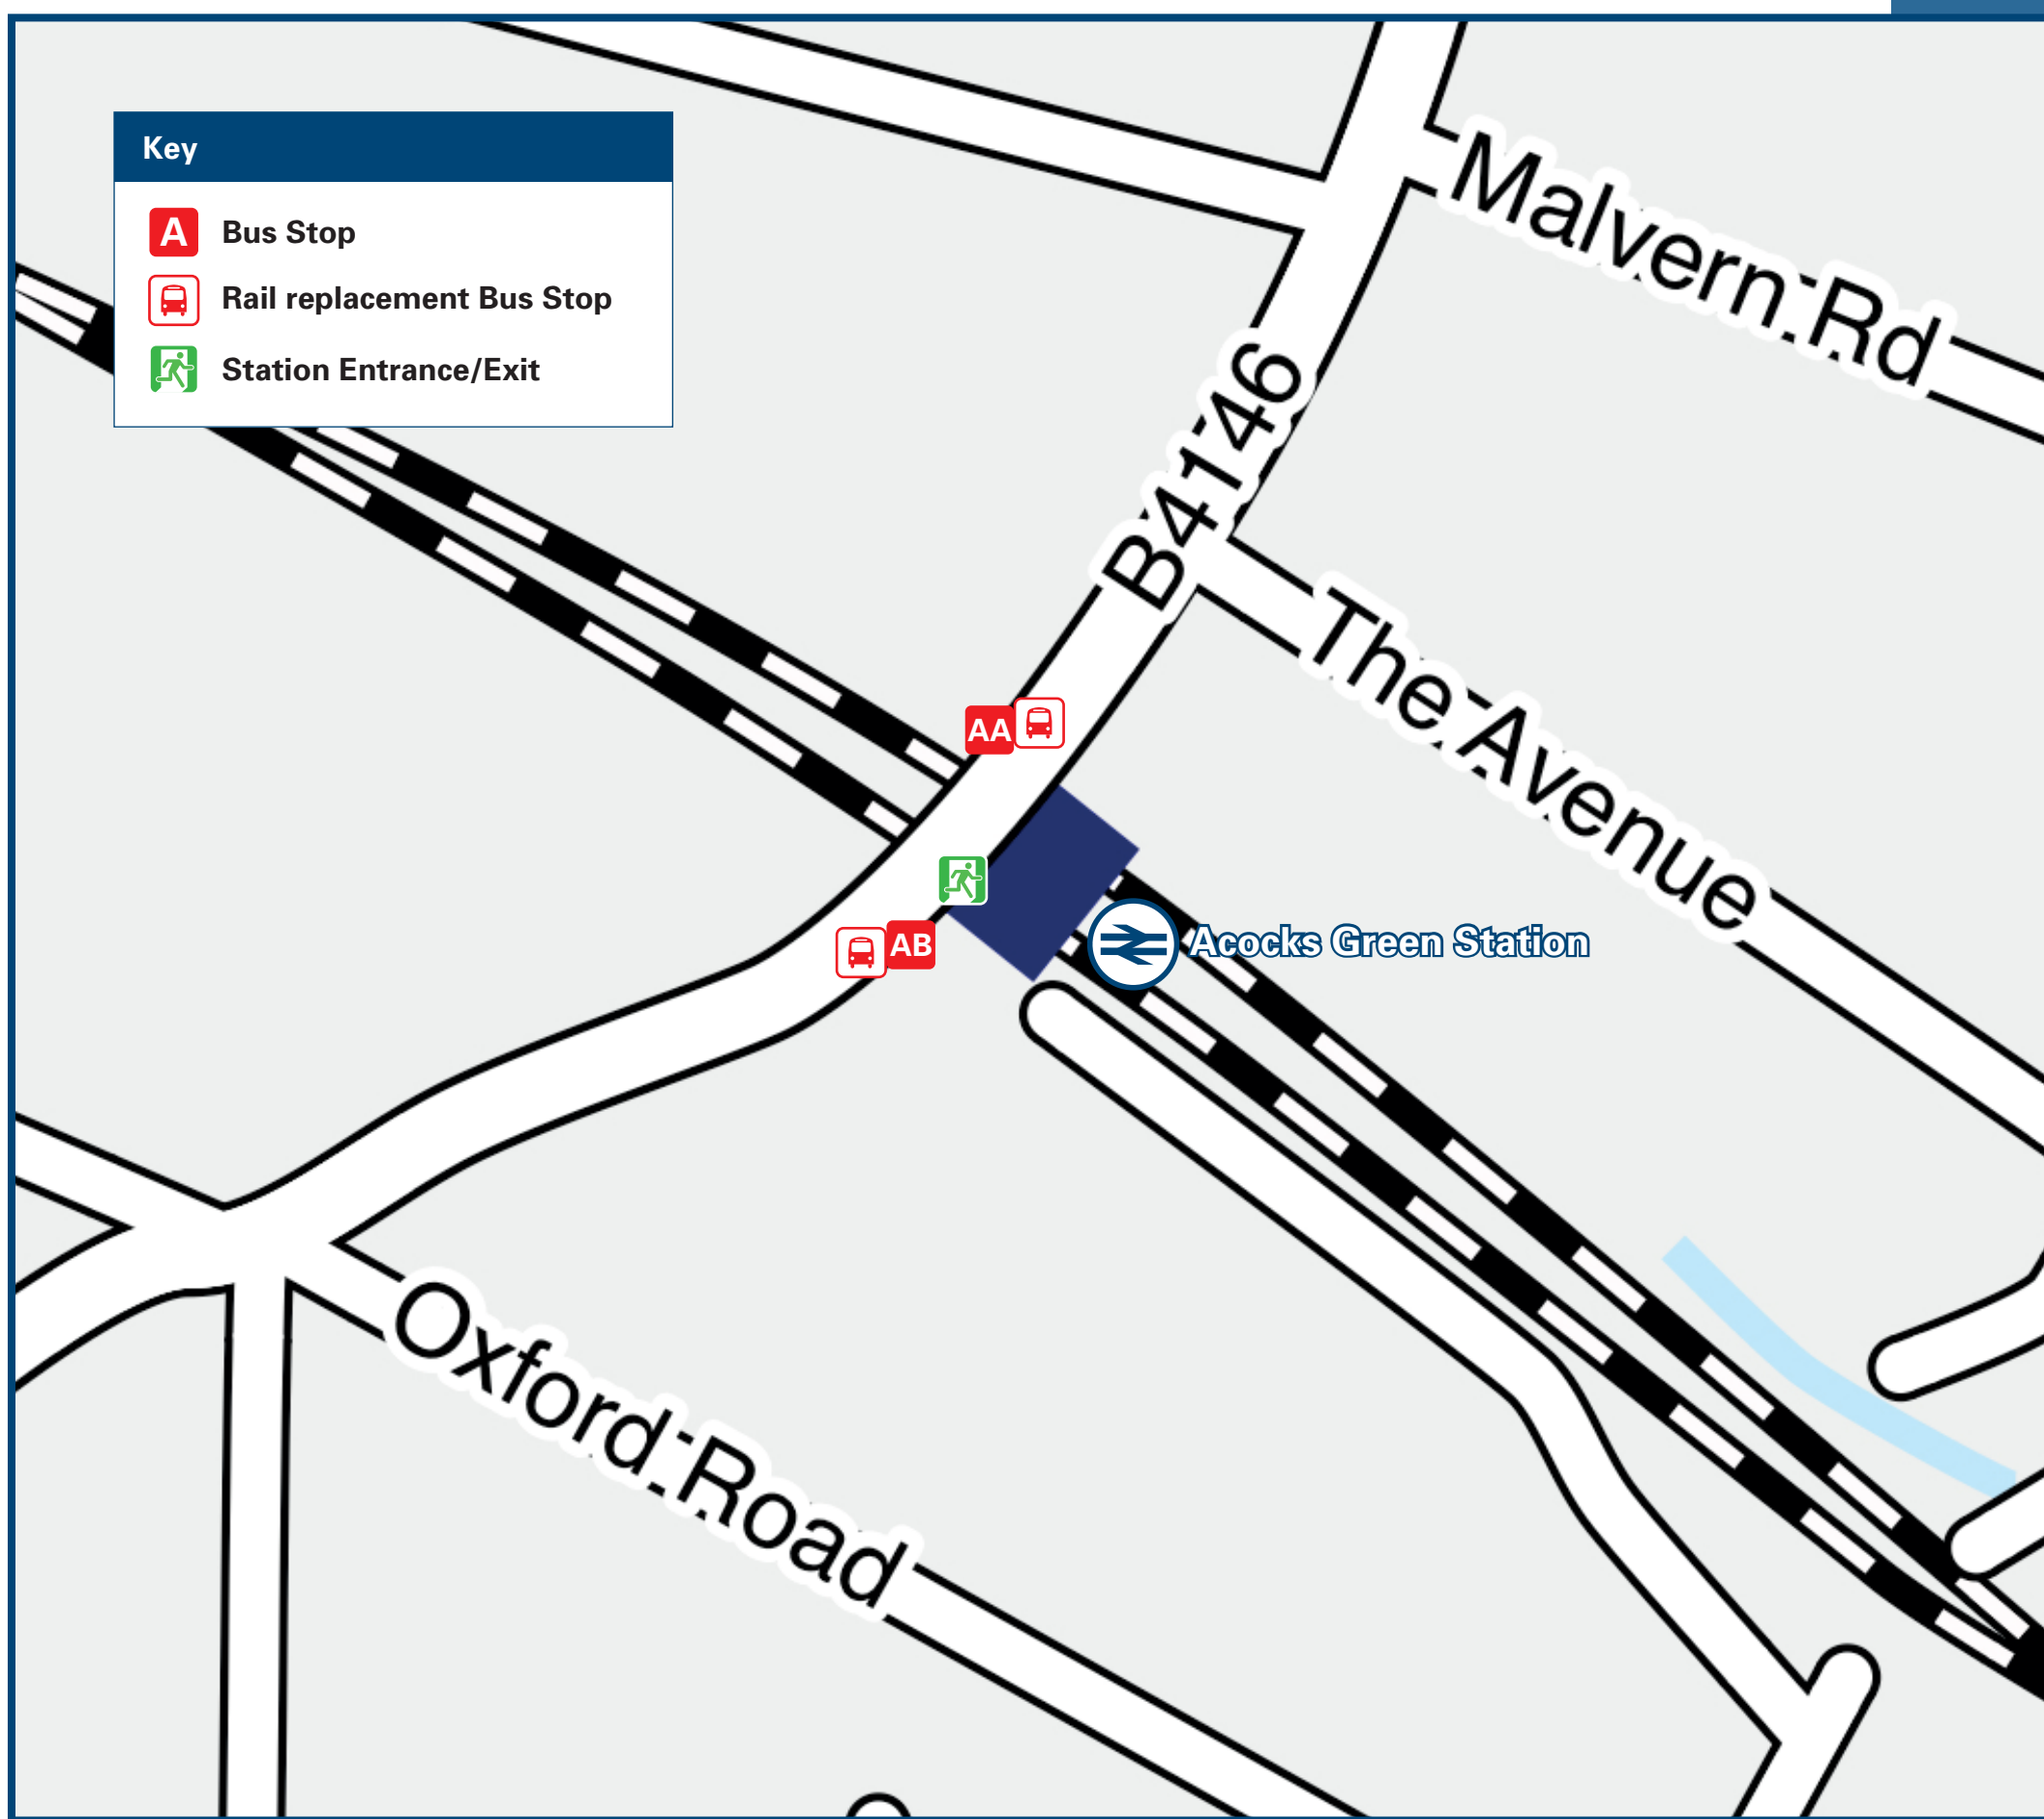 Key
A Bus Stop
Rail replacement Bus Stop
Station Entrance/Exit
Malvern Rd
B4146
The Avenue
AA
AB
Acocks Green Station
Oxford Road